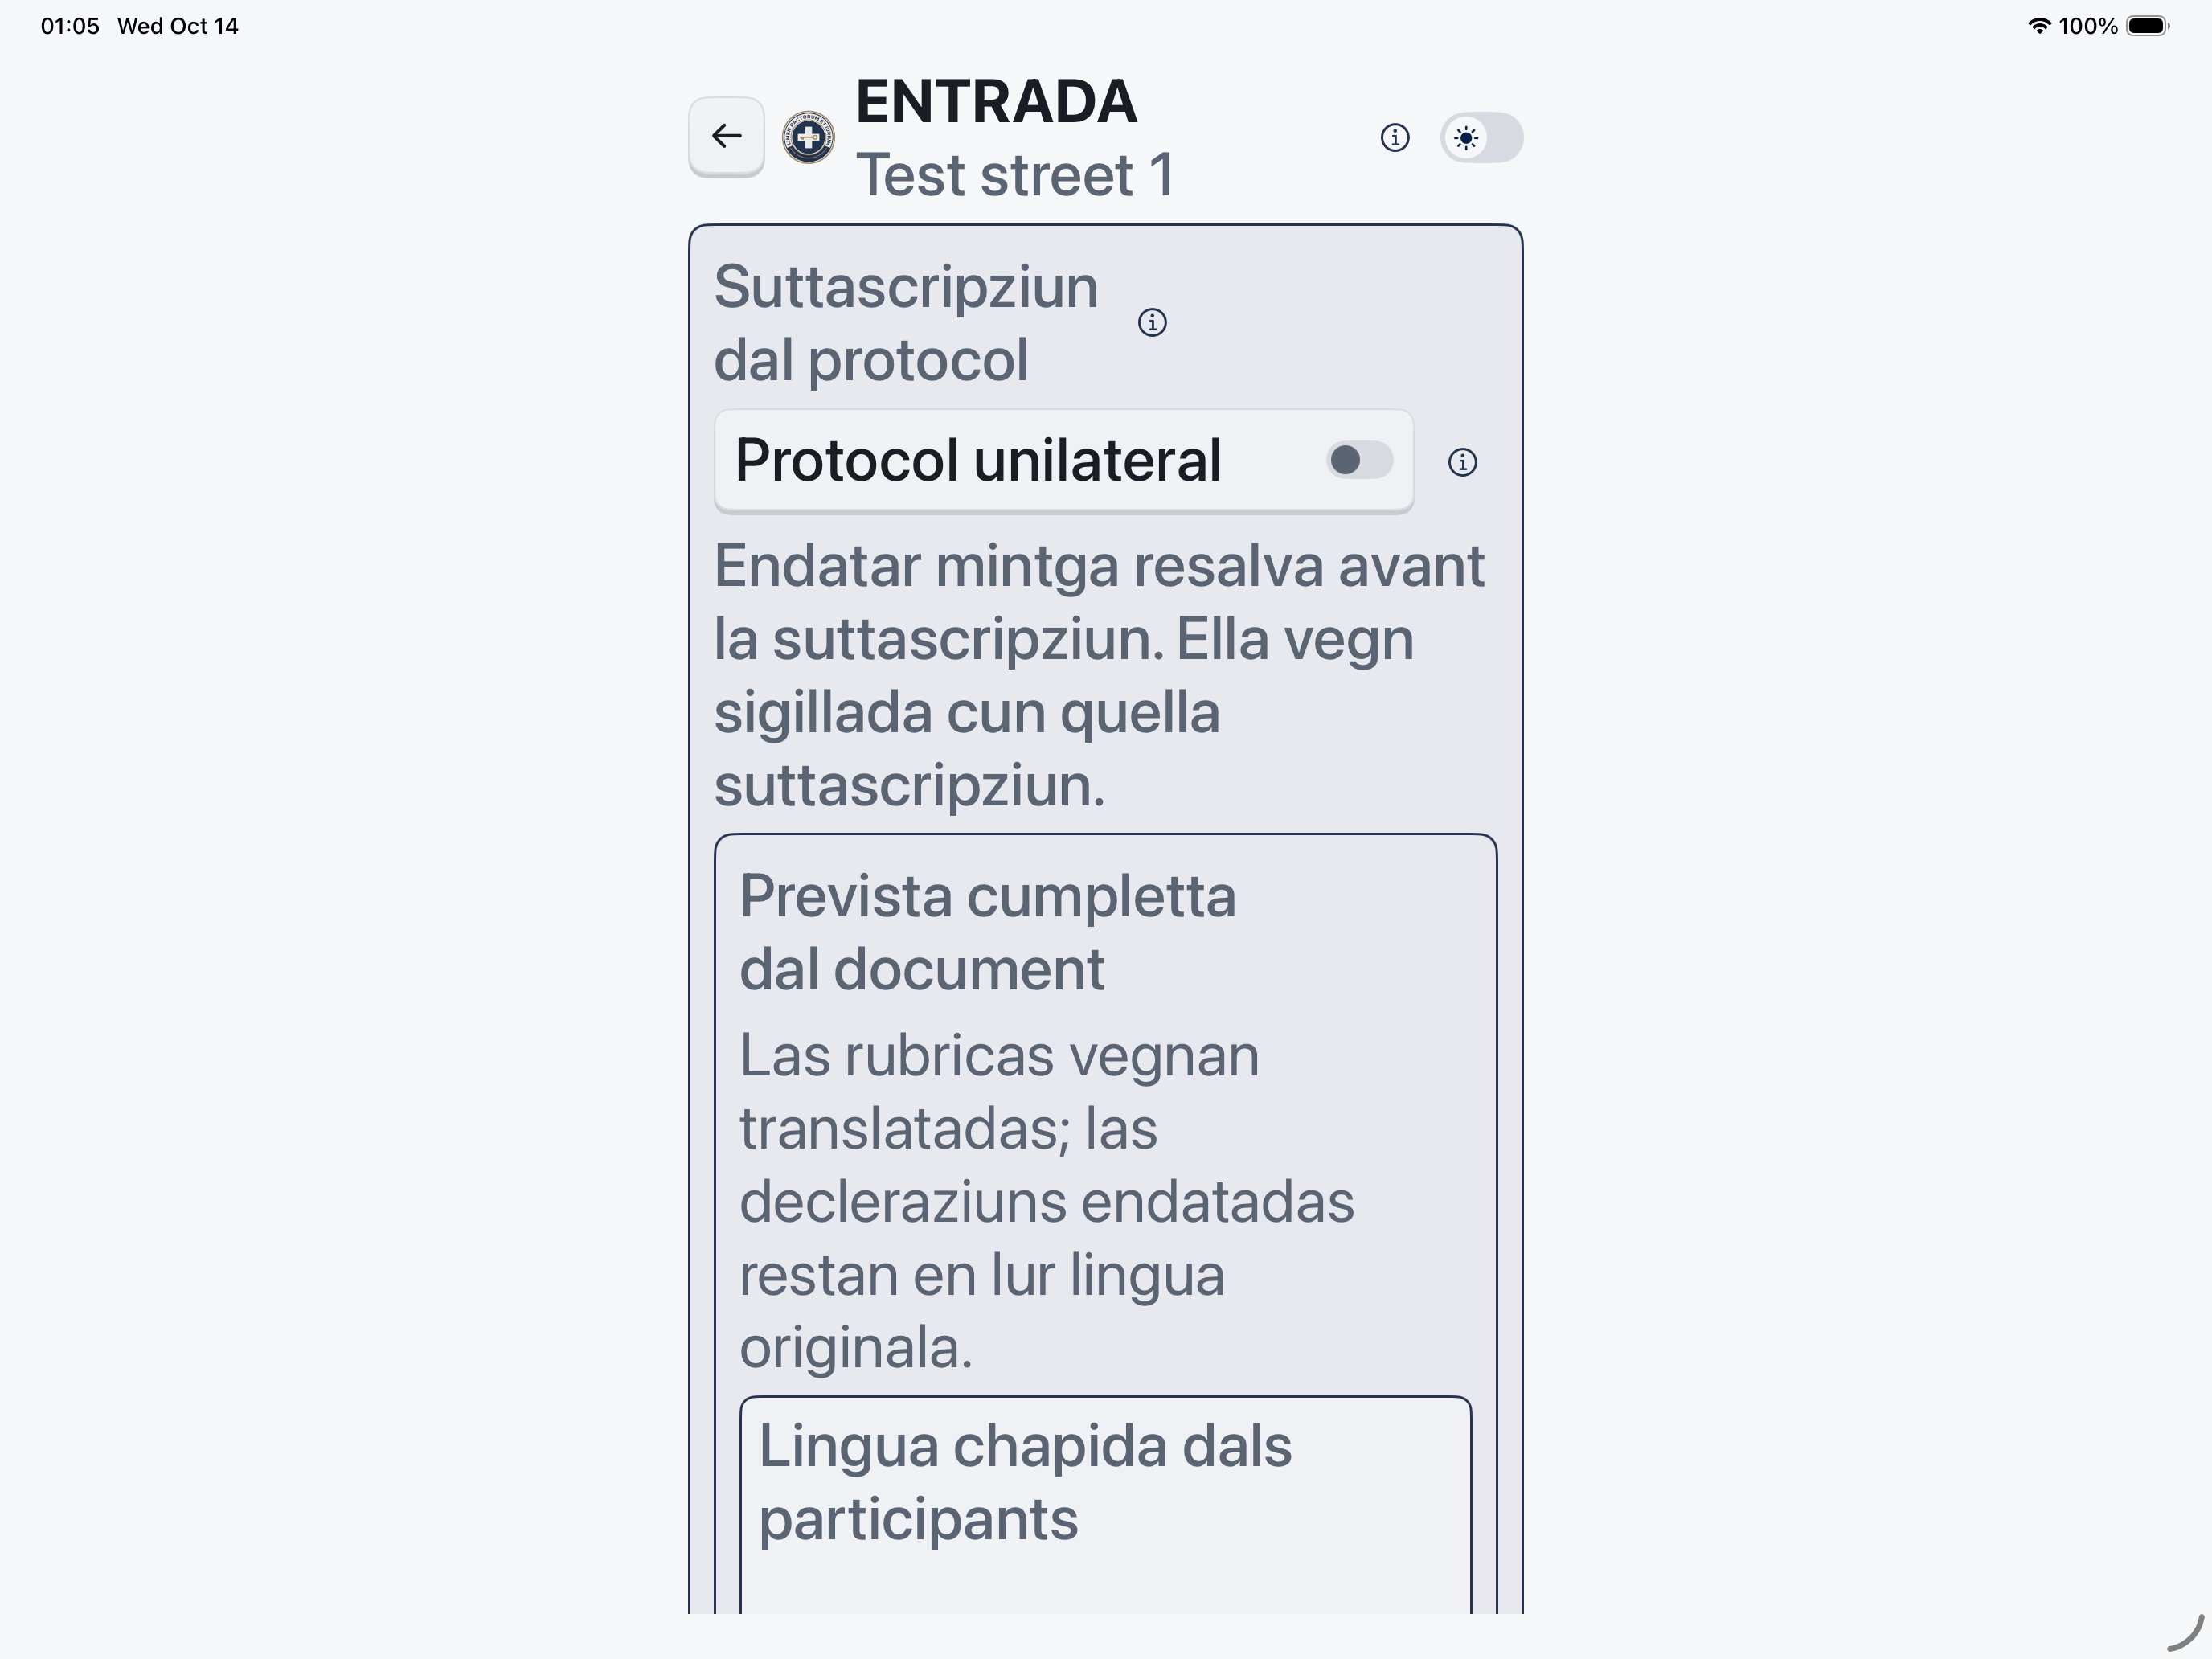 01:05 Wed Oct 14
100%
ENTRADA
Test street 1
Suttascripziun
dal protocol
Protocol unilateral
Endatar mintga resalva avant
la suttascripziun. Ella vegn
sigillada cun quella
suttascripziun.
Prevista cumpletta
dal document
Las rubricas vegnan
translatadas; las
decleraziuns endatadas
restan en lur lingua
originala.
Lingua chapida dals
participants